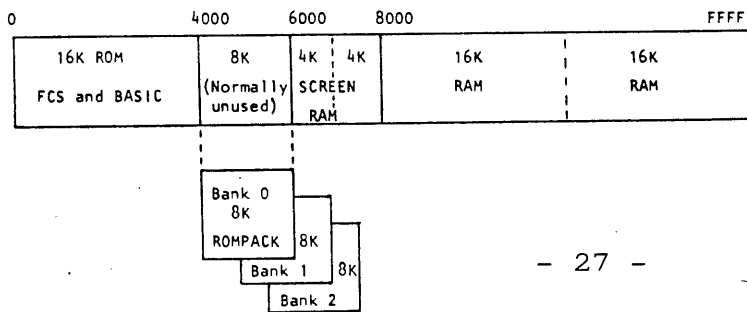 0 4000 6000 8000 FFFF
16K ROM 8K 4K 4K 16K 16K
FCS and BASIC (Normally unused) SCREEN RAM RAM RAM
Bank 0
8K
ROMPACK 8K
Bank 1 8K
Bank 2
- 27 -